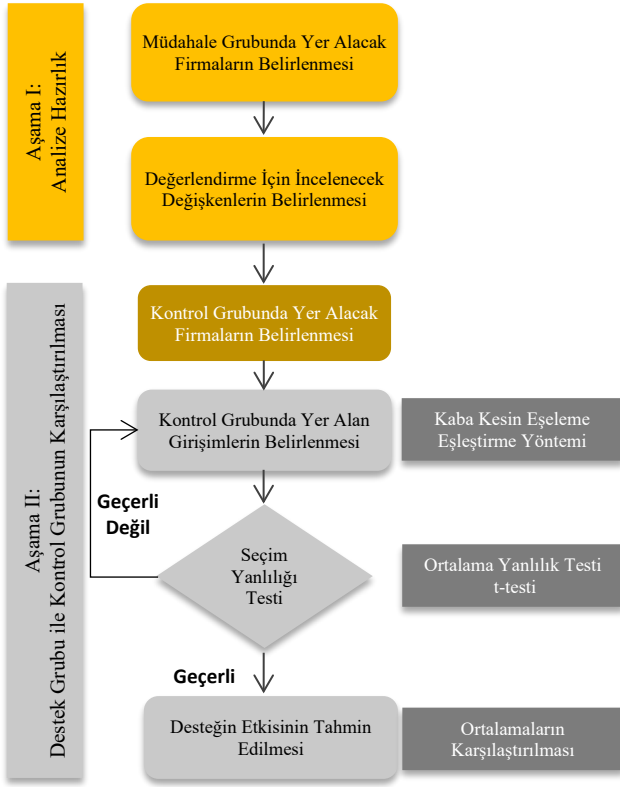 Aşama I:
Analize Hazırlık
Müdahale Grubunda Yer Alacak
Firmaların Belirlenmesi
Değerlendirme İçin İncelenecek
Değişkenlerin Belirlenmesi
Aşama II:
Destek Grubu ile Kontrol Grubunun Karşılaştırılması
Kontrol Grubunda Yer Alacak
Firmaların Belirlenmesi
Kontrol Grubunda Yer Alan
Girişimlerin Belirlenmesi
Kaba Kesin Eşeleme
Eşleştirme Yöntemi
Geçerli
Değil
Seçim
Yanlılığı
Testi
Ortalama Yanlılık Testi
t-testi
Geçerli
Desteğin Etkisinin Tahmin
Edilmesi
Ortalamaların
Karşılaştırılması